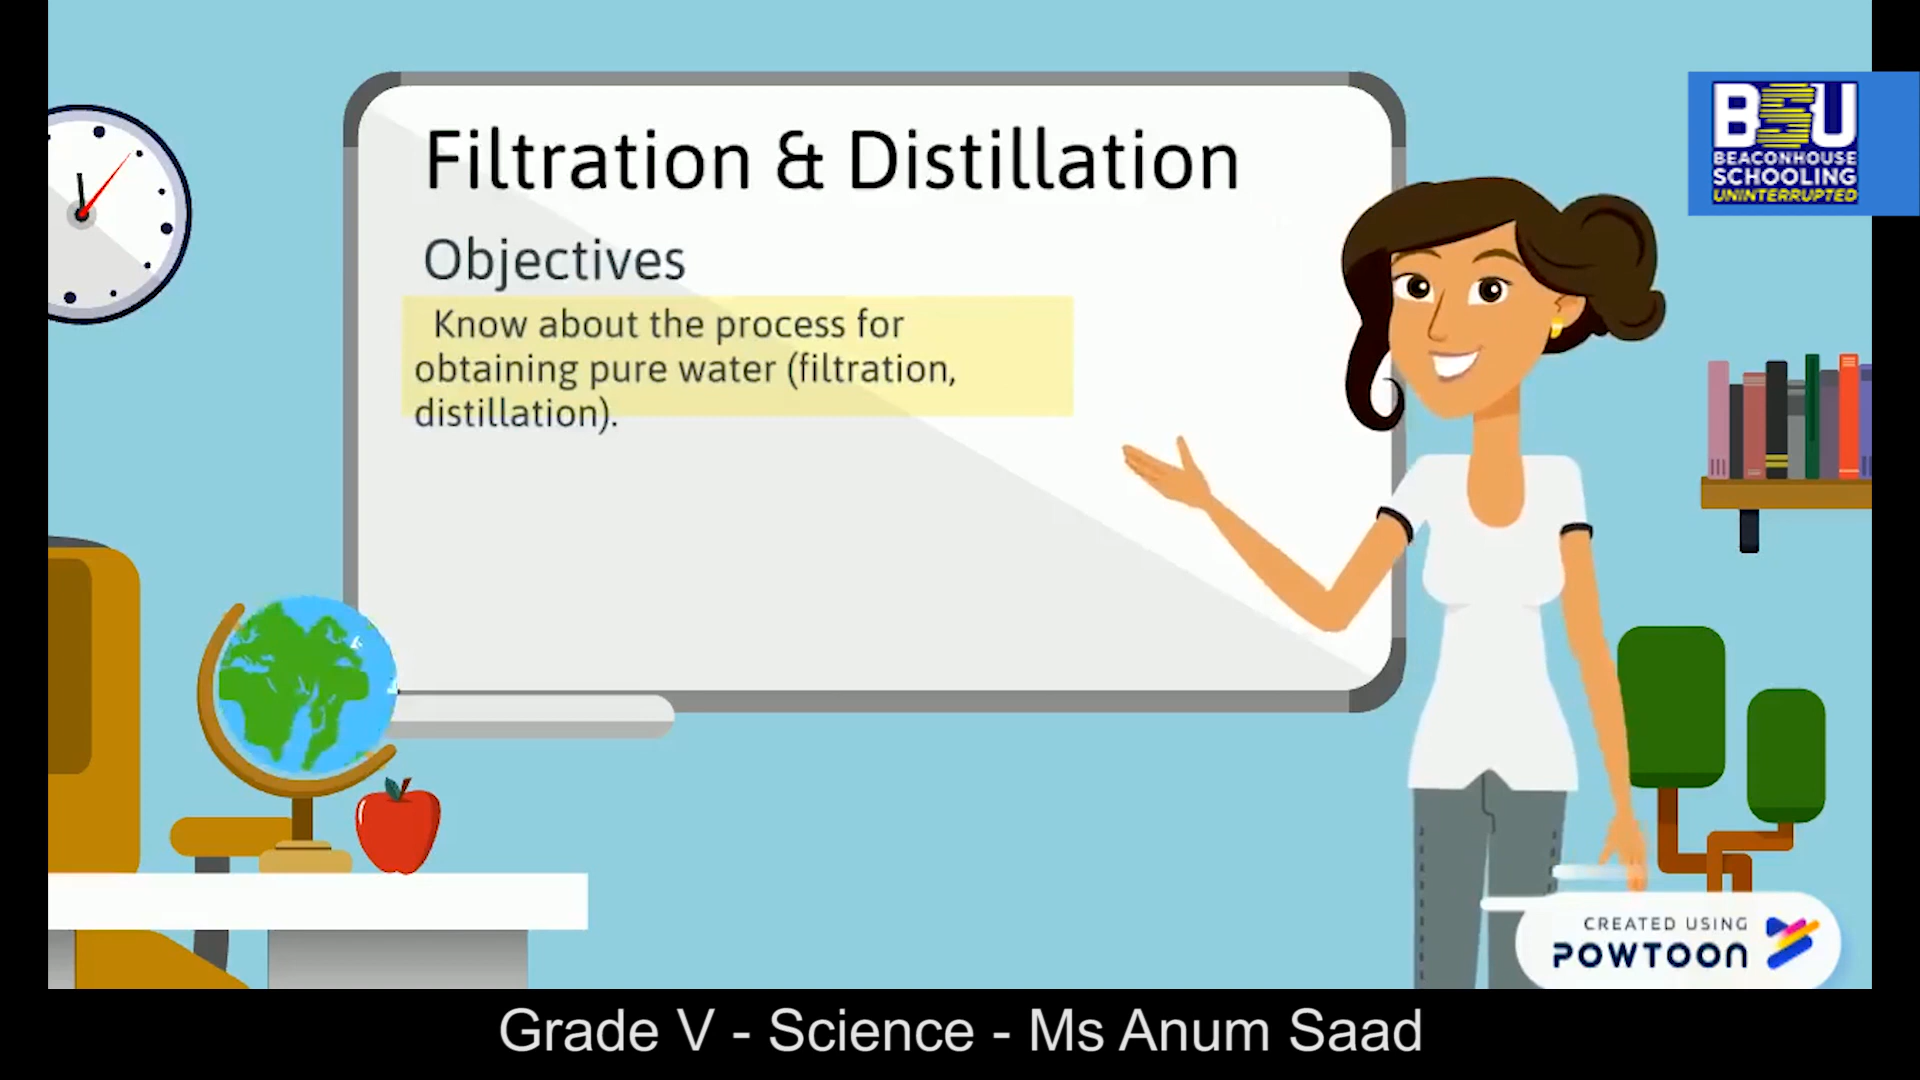 Filtration & Distillation
Objectives
Know about the process for
obtaining pure water (filtration,
distillation).
BSU
BEACONHOUSE
SCHOOLING
UNINTERRUPTED
CREATED USING
POWTOON
Grade V - Science - Ms Anum Saad